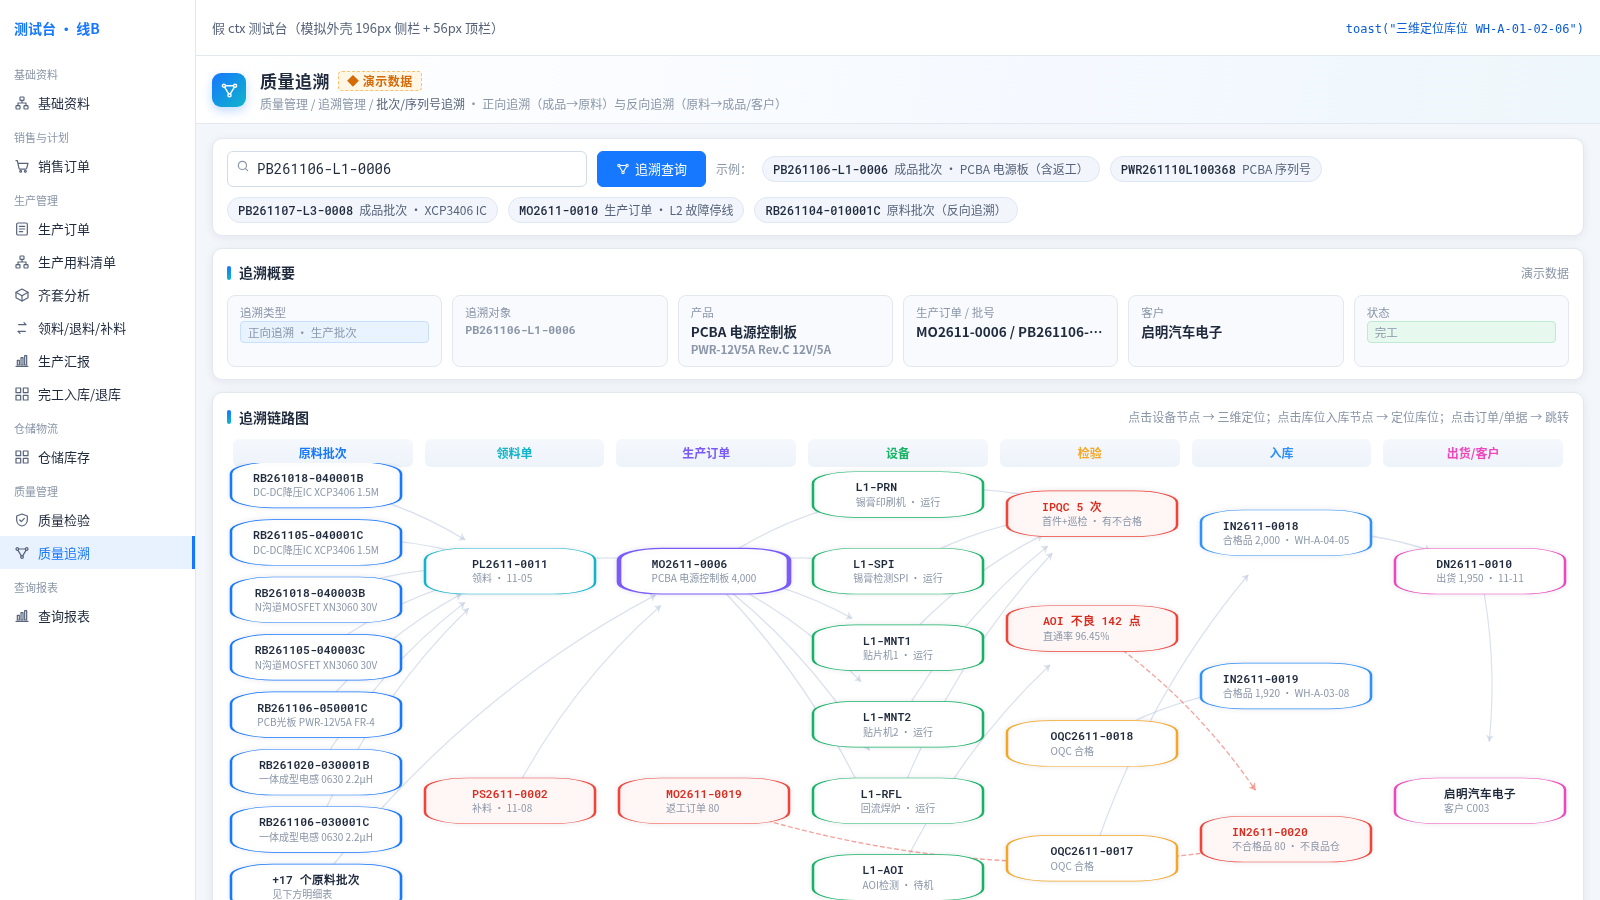 测试台 · 线B
基础资料
基础资料
销售与计划
销售订单
生产管理
生产订单
生产用料清单
齐套分析
领料/退料/补料
生产汇报
完工入库/退库
仓储物流
仓储库存
质量管理
质量检验
质量追溯
查询报表
查询报表
假 ctx 测试台（模拟外壳 196px 侧栏 + 56px 顶栏）
toast("三维定位库位 WH-A-01-02-06")
质量追溯
◆ 演示数据
质量管理 / 追溯管理 / 批次/序列号追溯 · 正向追溯（成品→原料）与反向追溯（原料→成品/客户）
PB261106-L1-0006
追溯查询
示例：
PB261106-L1-0006 成品批次 · PCBA 电源板（含返工）
PWR261110L100368 PCBA 序列号
PB261107-L3-0008 成品批次 · XCP3406 IC
MO2611-0010 生产订单 · L2 故障停线
RB261104-010001C 原料批次（反向追溯）
追溯概要
演示数据
追溯类型
正向追溯 · 生产批次
追溯对象
PB261106-L1-0006
产品
PCBA 电源控制板
PWR-12V5A Rev.C 12V/5A
生产订单 / 批号
MO2611-0006 / PB261106-···
客户
启明汽车电子
状态
完工
追溯链路图
点击设备节点 → 三维定位；点击库位入库节点 → 定位库位；点击订单/单据 → 跳转
原料批次
领料单
生产订单
设备
检验
入库
出货/客户
RB261018-040001B
DC-DC降压IC XCP3406 1.5M
RB261105-040001C
DC-DC降压IC XCP3406 1.5M
RB261018-040003B
N沟道MOSFET XN3060 30V
RB261105-040003C
N沟道MOSFET XN3060 30V
RB261106-050001C
PCB光板 PWR-12V5A FR-4
RB261020-030001B
一体成型电感 0630 2.2μH
RB261106-030001C
一体成型电感 0630 2.2μH
+17 个原料批次
见下方明细表
PL2611-0011
领料 · 11-05
PS2611-0002
补料 · 11-08
MO2611-0006
PCBA 电源控制板 4,000
MO2611-0019
返工订单 80
L1-PRN
锡膏印刷机 · 运行
L1-SPI
锡膏检测SPI · 运行
L1-MNT1
贴片机1 · 运行
L1-MNT2
贴片机2 · 运行
L1-RFL
回流焊炉 · 运行
L1-AOI
AOI检测 · 待机
IPQC 5 次
首件+巡检 · 有不合格
AOI 不良 142 点
直通率 96.45%
OQC2611-0018
OQC 合格
OQC2611-0017
OQC 合格
IN2611-0018
合格品 2,000 · WH-A-04-05
IN2611-0019
合格品 1,920 · WH-A-03-08
IN2611-0020
不合格品 80 · 不良品仓
DN2611-0010
出货 1,950 · 11-11
启明汽车电子
客户 C003